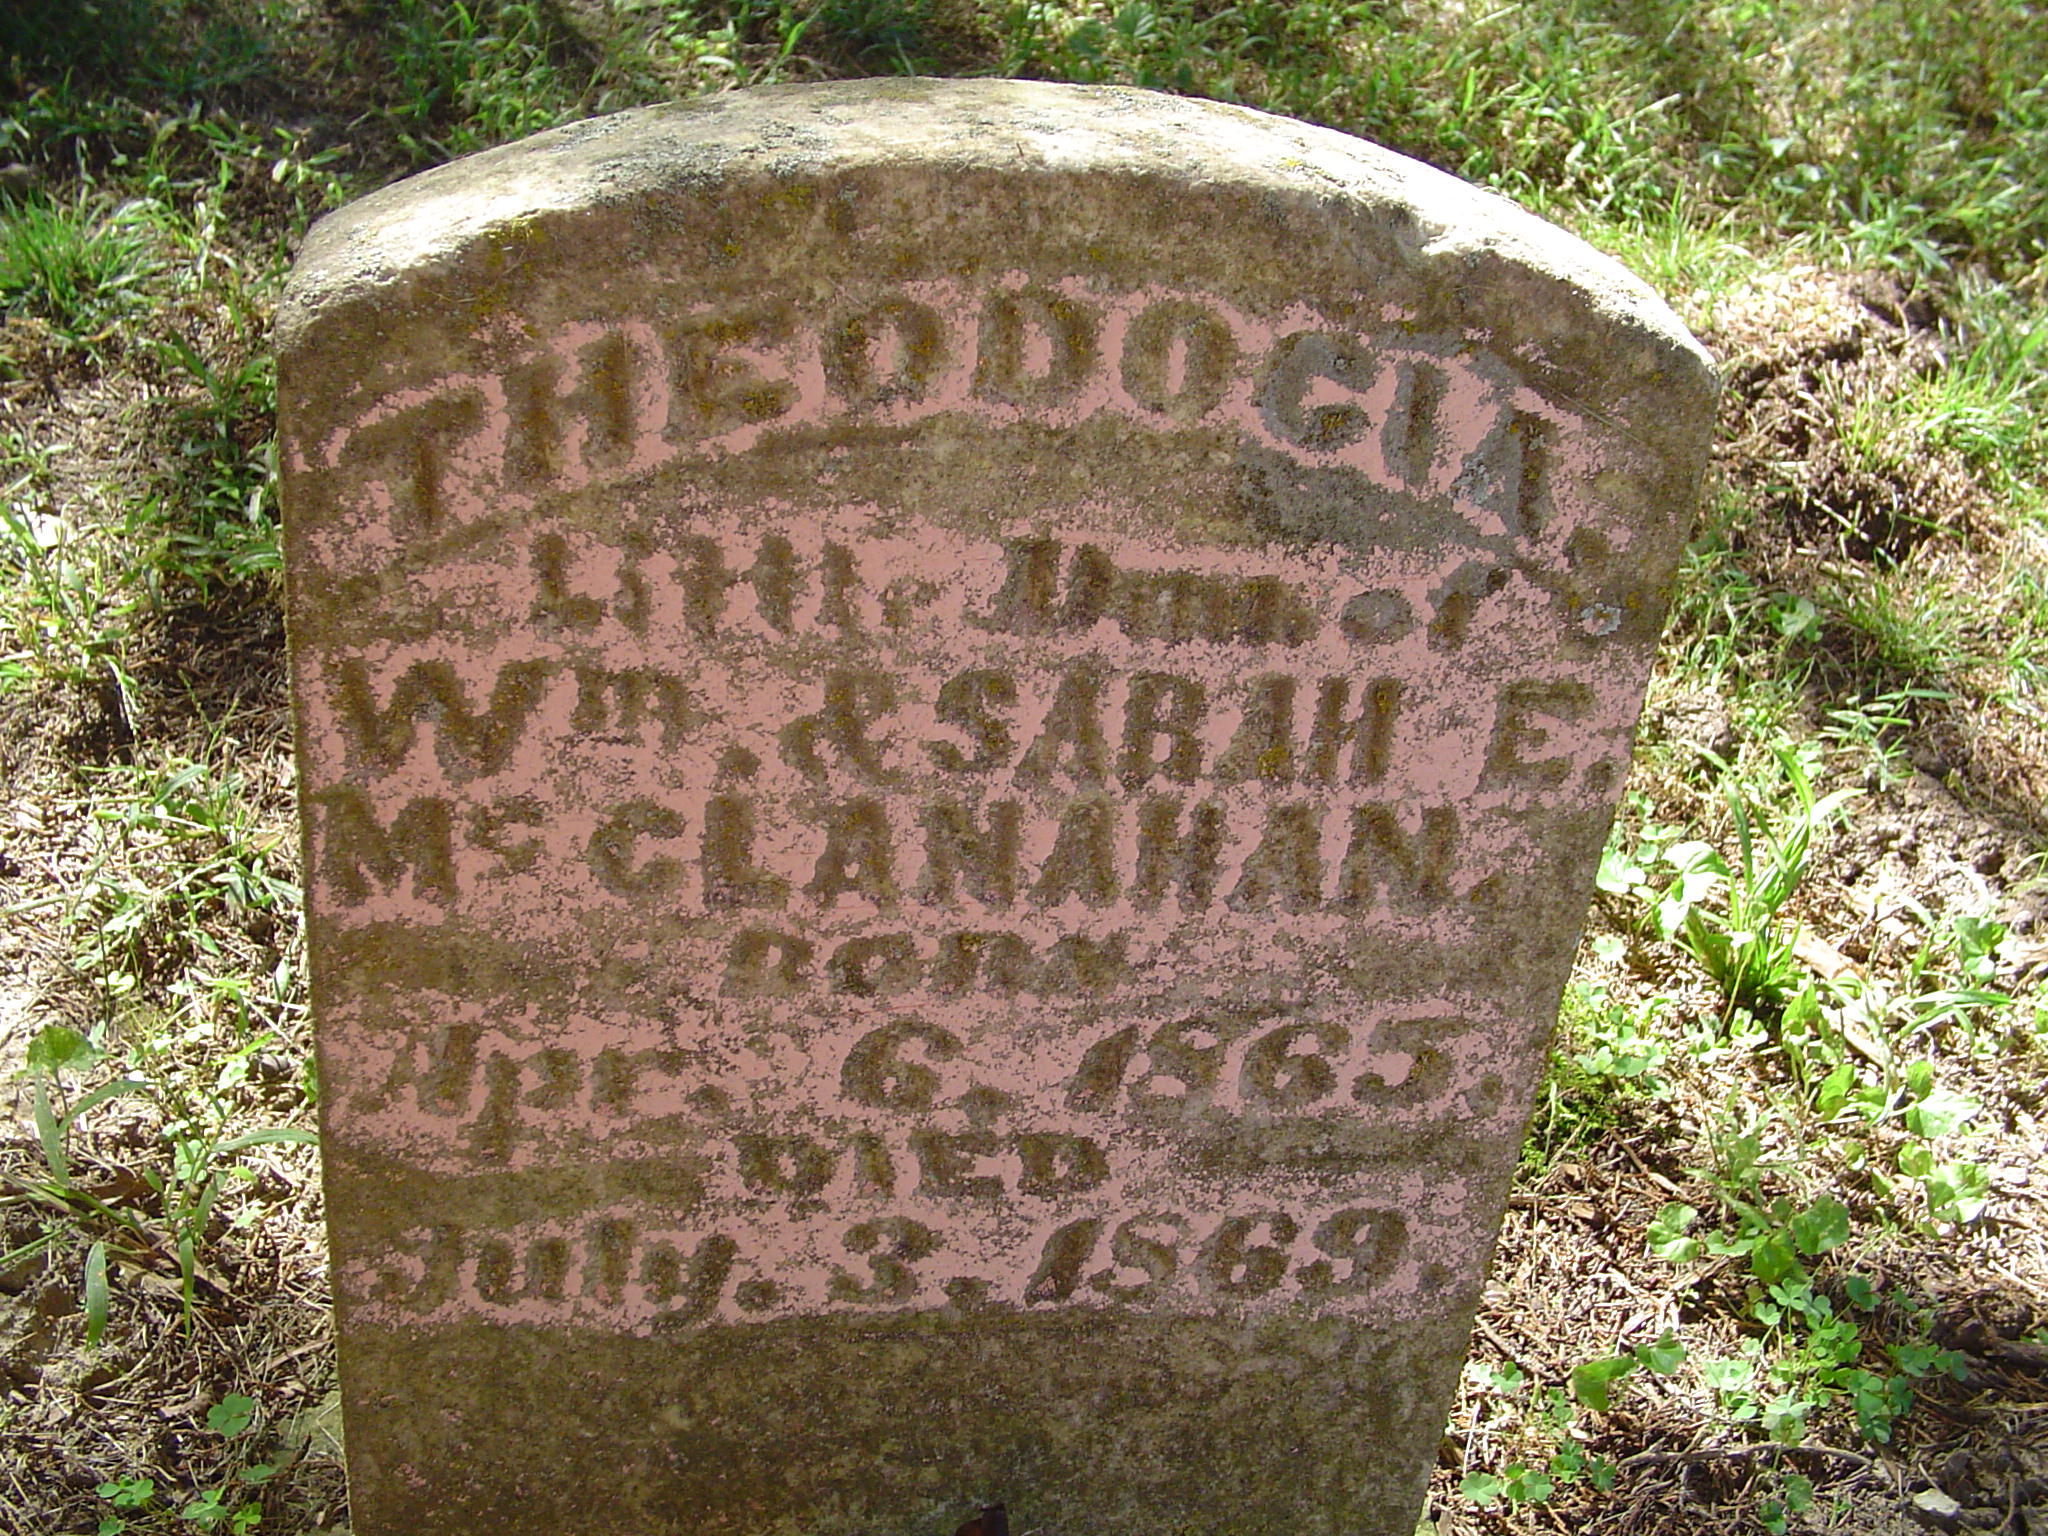 THEODOCIA.
Little Dau. of
Wm & SARAH E.
McCLANAHAN.
BORN
Apr. 6, 1865.
DIED
July. 3, 1869.